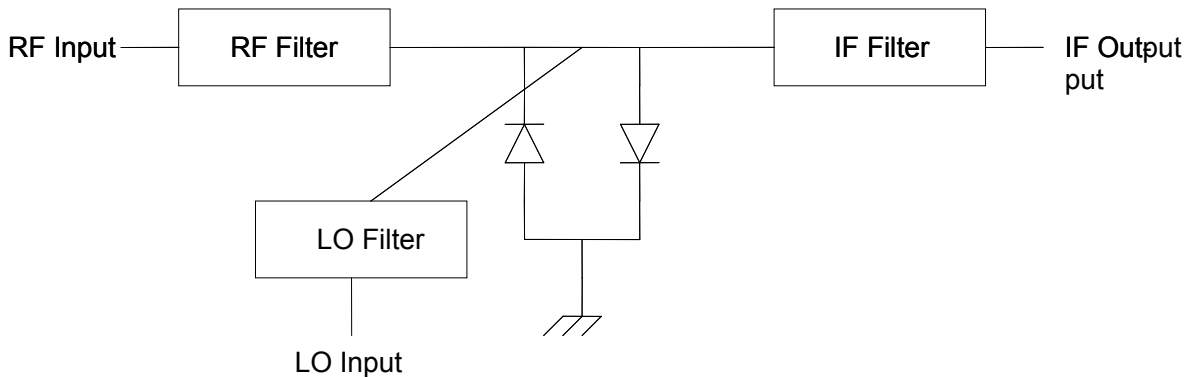 RF Input
RF Filter
IF Filter
IF Output
put
LO Filter
LO Input